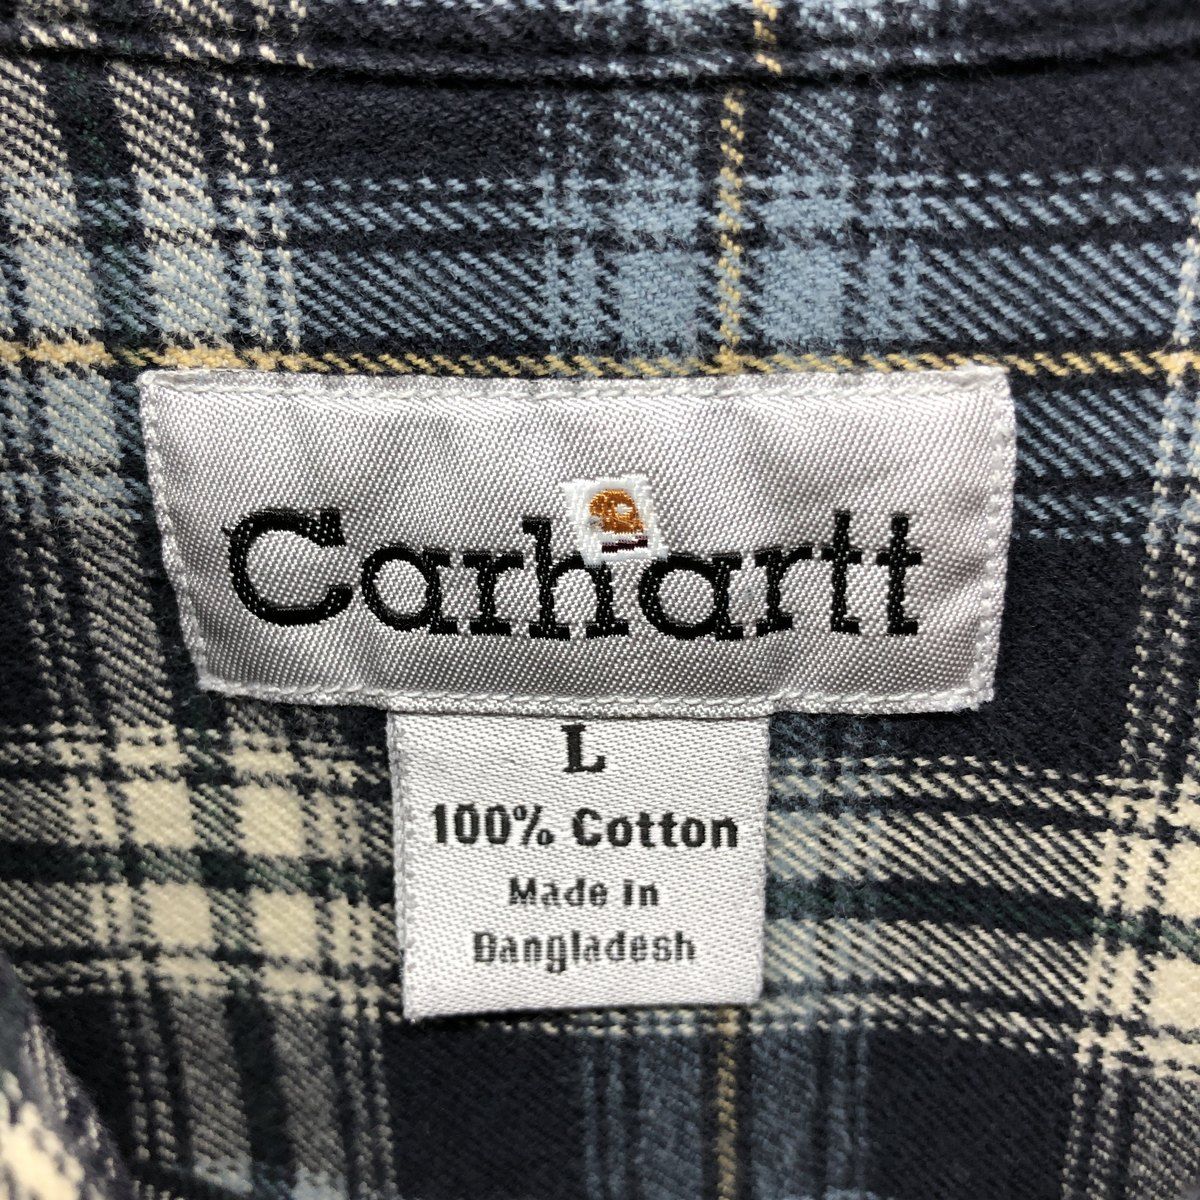 Carhartt
L
100% Cotton
Made in
Bangladesh